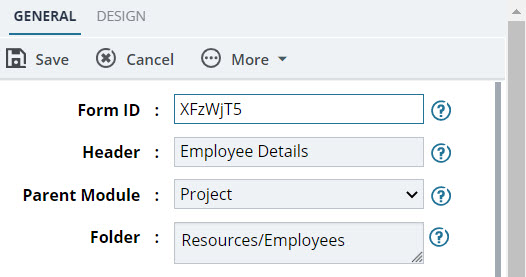 GENERAL DESIGN
Save Cancel More
Form ID : XFzWjT5
Header : Employee Details
Parent Module : Project
Folder : Resources/Employees